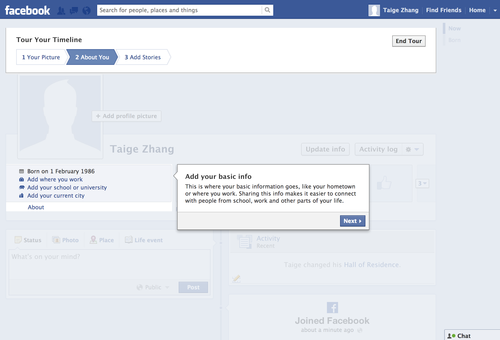 facebook
Search for people, places and things
Taige Zhang
Find Friends
Home
Tour Your Timeline
End Tour
Now
Born
1 Your Picture
2 About You
3 Add Stories
+ Add profile picture
Taige Zhang
Update info
Activity log
Born on 1 February 1986
Add where you work
Add your school or university
Add your current city
About
Add your basic info
This is where your basic information goes, like your hometown
or where you work. Sharing this info makes it easier to connect
with people from school, work and other parts of your life.
Next
Status
Photo
Place
Life event
What's on your mind?
Public
Post
Activity
Recent
Taige changed his Hall of Residence
Joined Facebook
about a minute ago
Chat